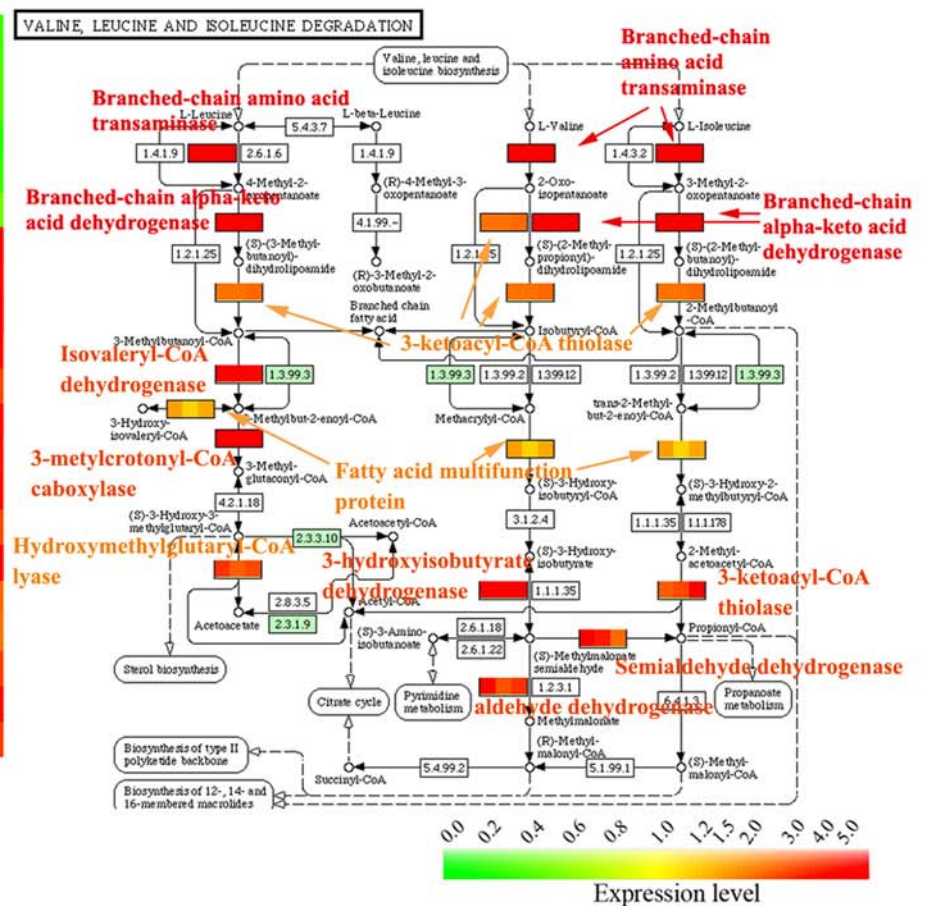 VALINE, LEUCINE AND ISOLEUCINE DEGRADATION
Valine, leucine and
isoleucine biosynthesis
Branched-chain
amino acid
transaminase
Branched-chain amino acid
transaminase
L-Leucine
5.4.3.7
L-beta-Leucine
L-Valine
L-Isoleucine
1.4.1.9
2.6.1.6
1.4.1.9
1.4.3.2
4-Methyl-2-
oxopentanoate
(R)-4-Methyl-3-
oxopentanoate
2-Oxo-
isopentanoate
3-Methyl-2-
oxopentanoate
Branched-chain alpha-keto
acid dehydrogenase
4.1.99.-
Branched-chain
alpha-keto acid
dehydrogenase
1.2.1.25
(S)-(3-Methyl-
butanoyl)-
dihydrolipoamide
(R)-3-Methyl-2-
oxobutanoate
1.2.1.25
(S)-(2-Methyl-
propionyl)-
dihydrolipoamide
1.2.1.25
(S)-(2-Methyl-
butanoyl)-
dihydrolipoamide
Branched chain
fatty acid
2-Methylbutanoyl
-CoA
3-Methylbutanoyl-CoA
Isobutyryl-CoA
3-ketoacyl-CoA thiolase
Isovaleryl-CoA
dehydrogenase
1.3.99.3
1.3.99.3
1.3.99.2
1.3.99.12
1.3.99.2
1.3.99.12
1.3.99.3
3-Hydroxy-
isovaleryl-CoA
3-Methylbut-2-enoyl-CoA
Methacrylyl-CoA
trans-2-Methyl-
but-2-enoyl-CoA
3-metylcrotonyl-CoA
caboxylase
3-Methyl-
glutaconyl-CoA
Fatty acid multifunction
protein
(S)-3-Hydroxy-
isobutyryl-CoA
(S)-3-Hydroxy-2-
methylbutyryl-CoA
4.2.1.18
(S)-3-Hydroxy-3-
methylglutaryl-CoA
Acetoacetyl-CoA
3.1.2.4
1.1.1.35
1.1.1.178
2.3.3.10
Hydroxymethylglutaryl-CoA
lyase
3-hydroxyisobutyrate
dehydrogenase
(S)-3-Hydroxy-
isobutyrate
2-Methyl-
acetoacetyl-CoA
3-ketoacyl-CoA
thiolase
1.1.1.35
2.8.3.5
Acetyl-CoA
Acetoacetate
2.3.1.9
(S)-3-Amino-
isobutanoate
2.6.1.18
2.6.1.22
(S)-Methylmalonate
semialdehyde
Propionyl-CoA
Semialdehyde dehydrogenase
Sterol biosynthesis
Citrate cycle
Pyrimidine
metabolism
1.2.3.1
aldehyde dehydrogenase
6.4.1.3
Propanoate
metabolism
Methylmalonate
Biosynthesis of type II
polyketide backbone
(R)-Methyl-
malonyl-CoA
Succinyl-CoA
5.4.99.2
5.1.99.1
(S)-Methyl-
malonyl-CoA
Biosynthesis of 12-, 14- and
16-membered macrolides
0.0 0.2 0.4 0.6 0.8 1.0 1.2 1.5 2.0 3.0 4.0 5.0
Expression level